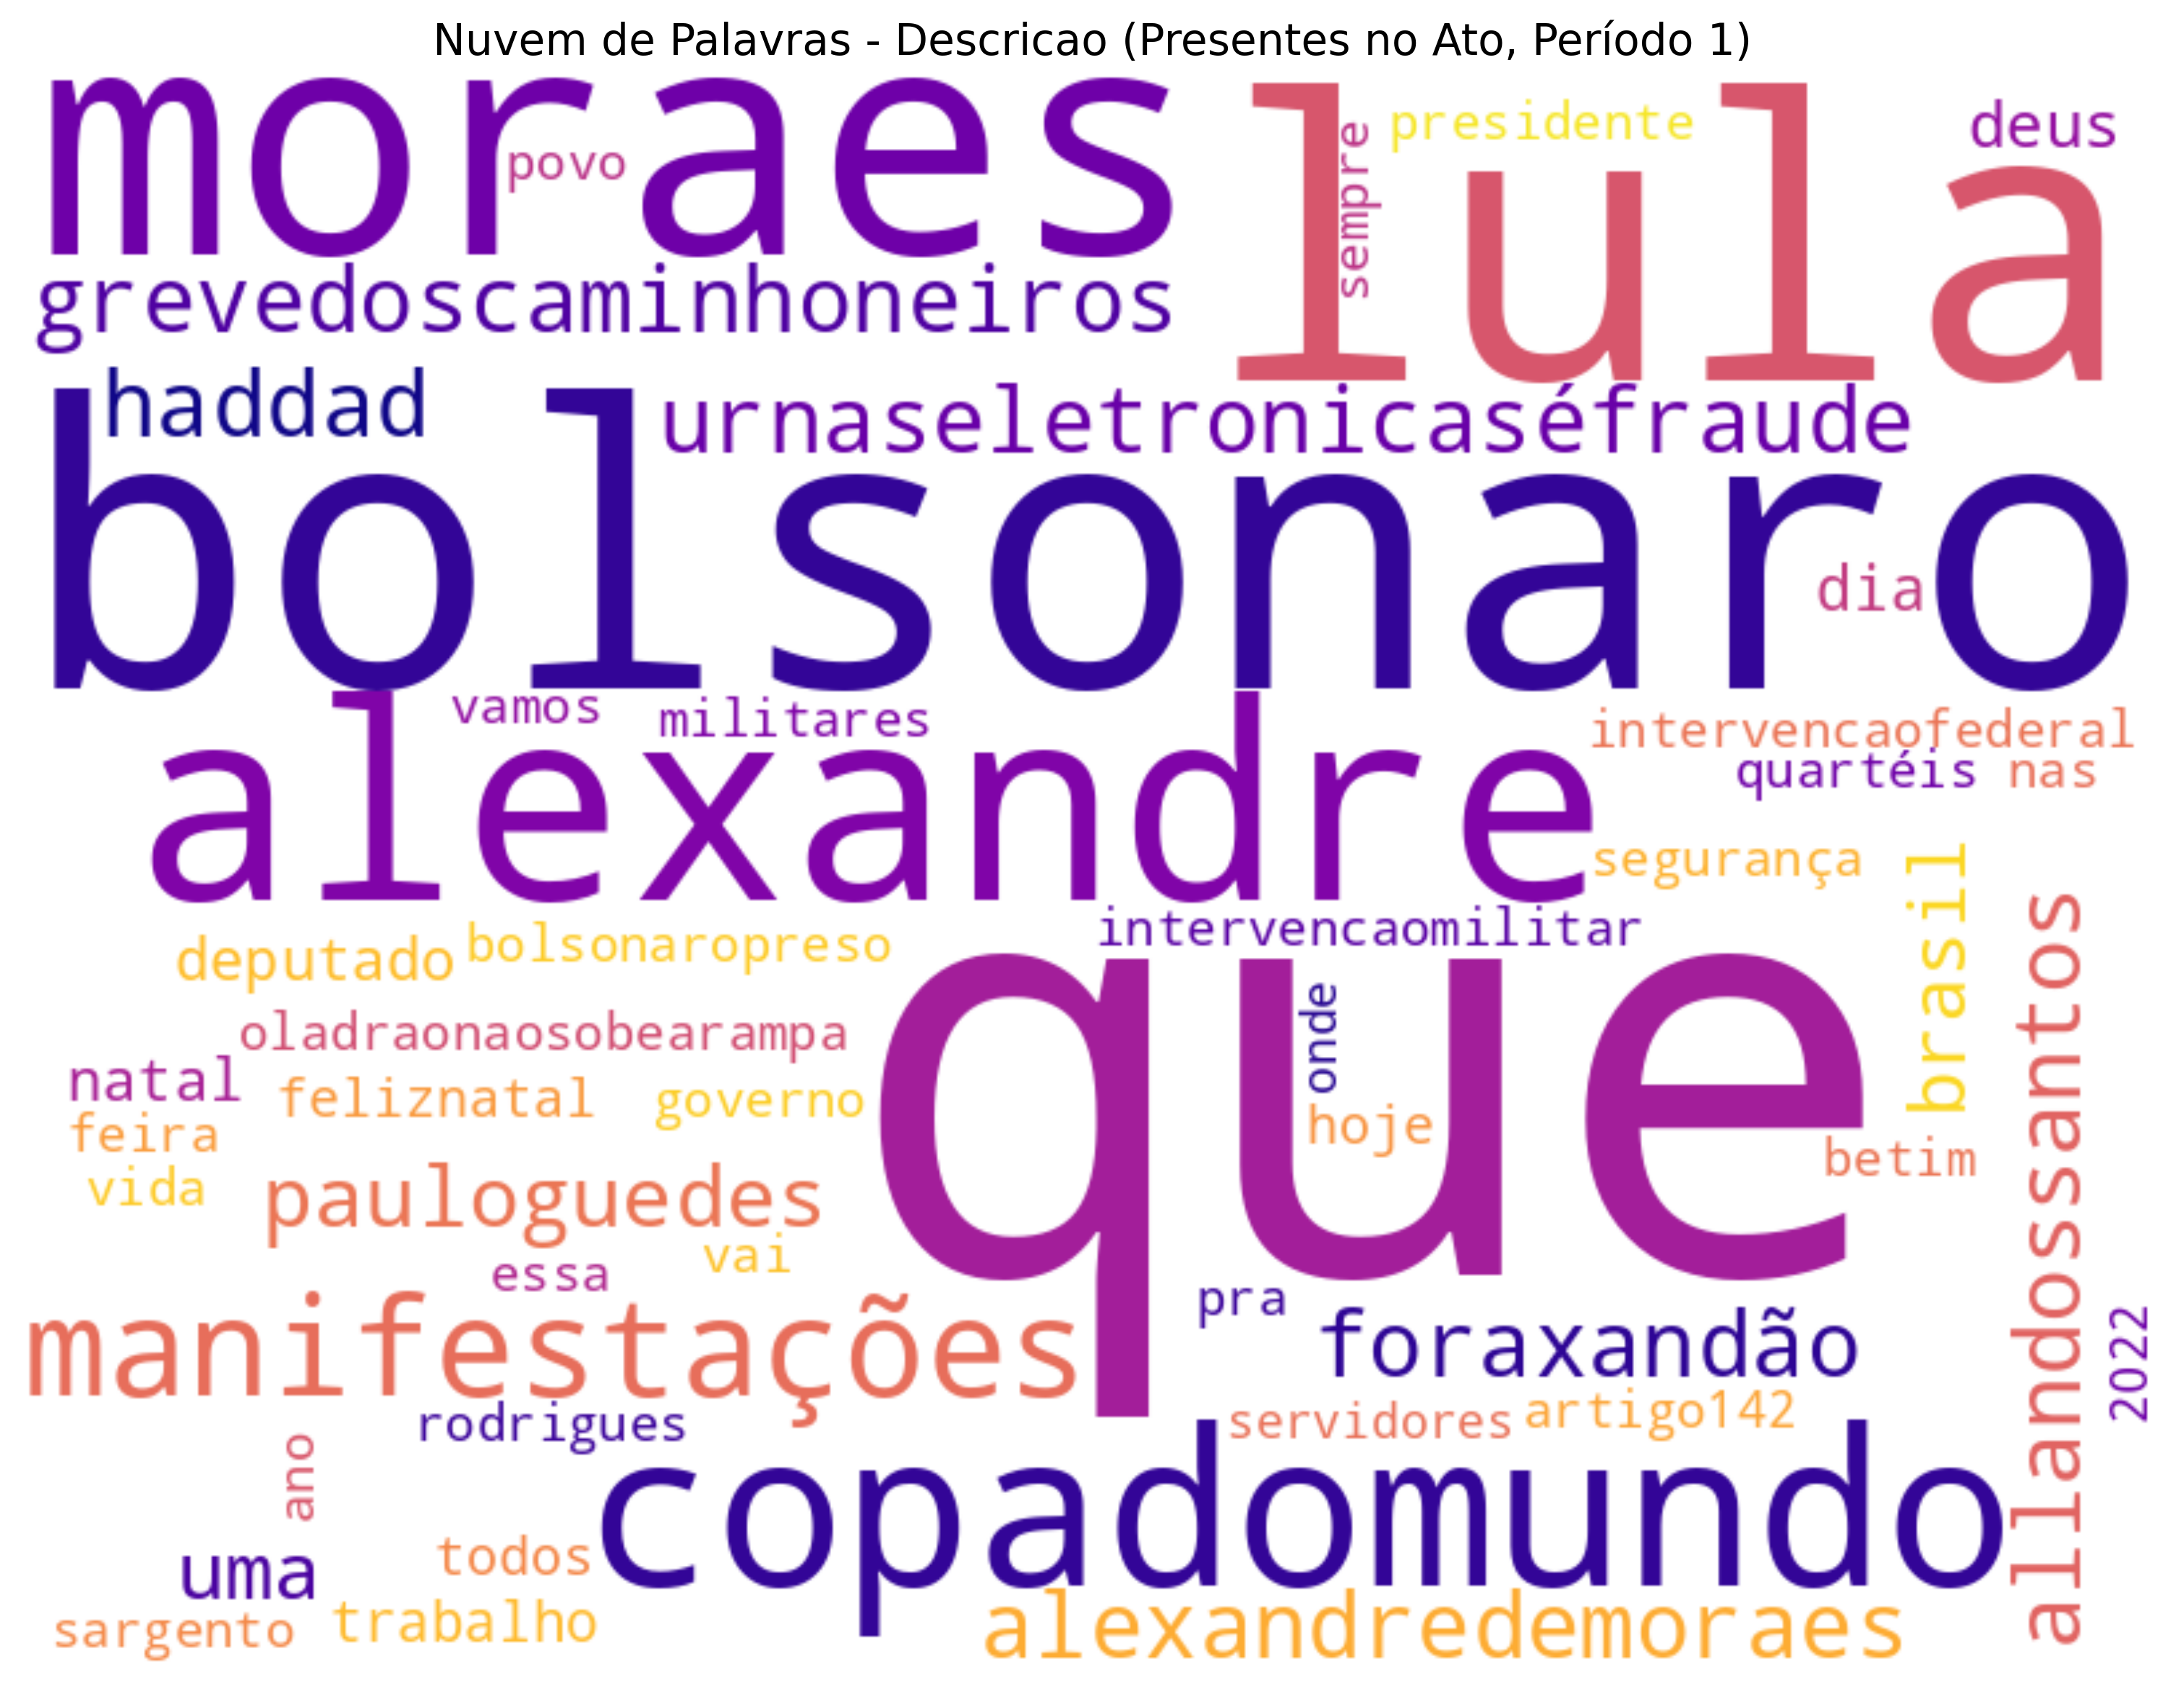 Nuvem de Palavras - Descricao (Presentes no Ato, Período 1)
moraes
lula
povo
sempre
presidente
deus
grevedoscaminhoneiros
haddad
urnaseletronicaséfraude
bolsonaro
dia
vamos
militares
intervencaofederal
alexandre
quartéis
nas
segurança
brasil
deputado
bolsonaropreso
intervencaomilitar
que
onde
oladraonaosobearampa
natal
feliznatal
governo
hoje
feira
betim
vida
pauloguedes
allandossantos
vai
essa
pra
manifestações
foraxandão
2022
rodrigues
servidores
artigo142
ano
copadomundo
uma
todos
sargento
trabalho
alexandredemoraes